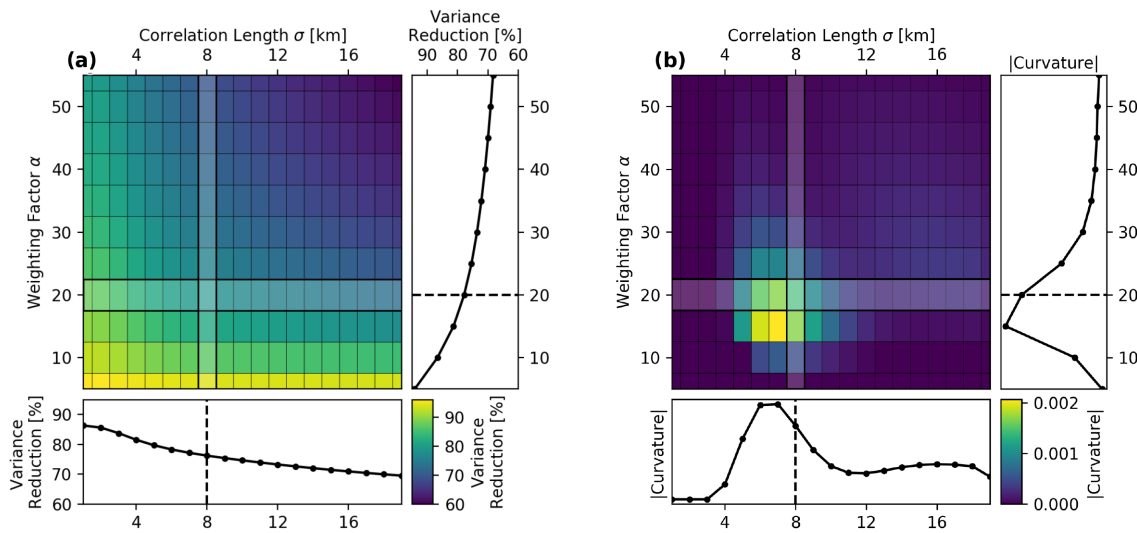 Variance
Reduction [%]
Correlation Length σ [km]
(a)
4 8 12 16
90 80 70 60
Weighting Factor α
50 50
40 40
30 30
20 20
10 10
Variance
Reduction [%]
90
80
70
60
4 8 12 16
90
80
70
60
Variance
Reduction [%]
Correlation Length σ [km]
(b)
4 8 12 16
|Curvature|
Weighting Factor α
50 50
40 40
30 30
20 20
10 10
|Curvature|
4 8 12 16
0.002
0.001
0.000
|Curvature|